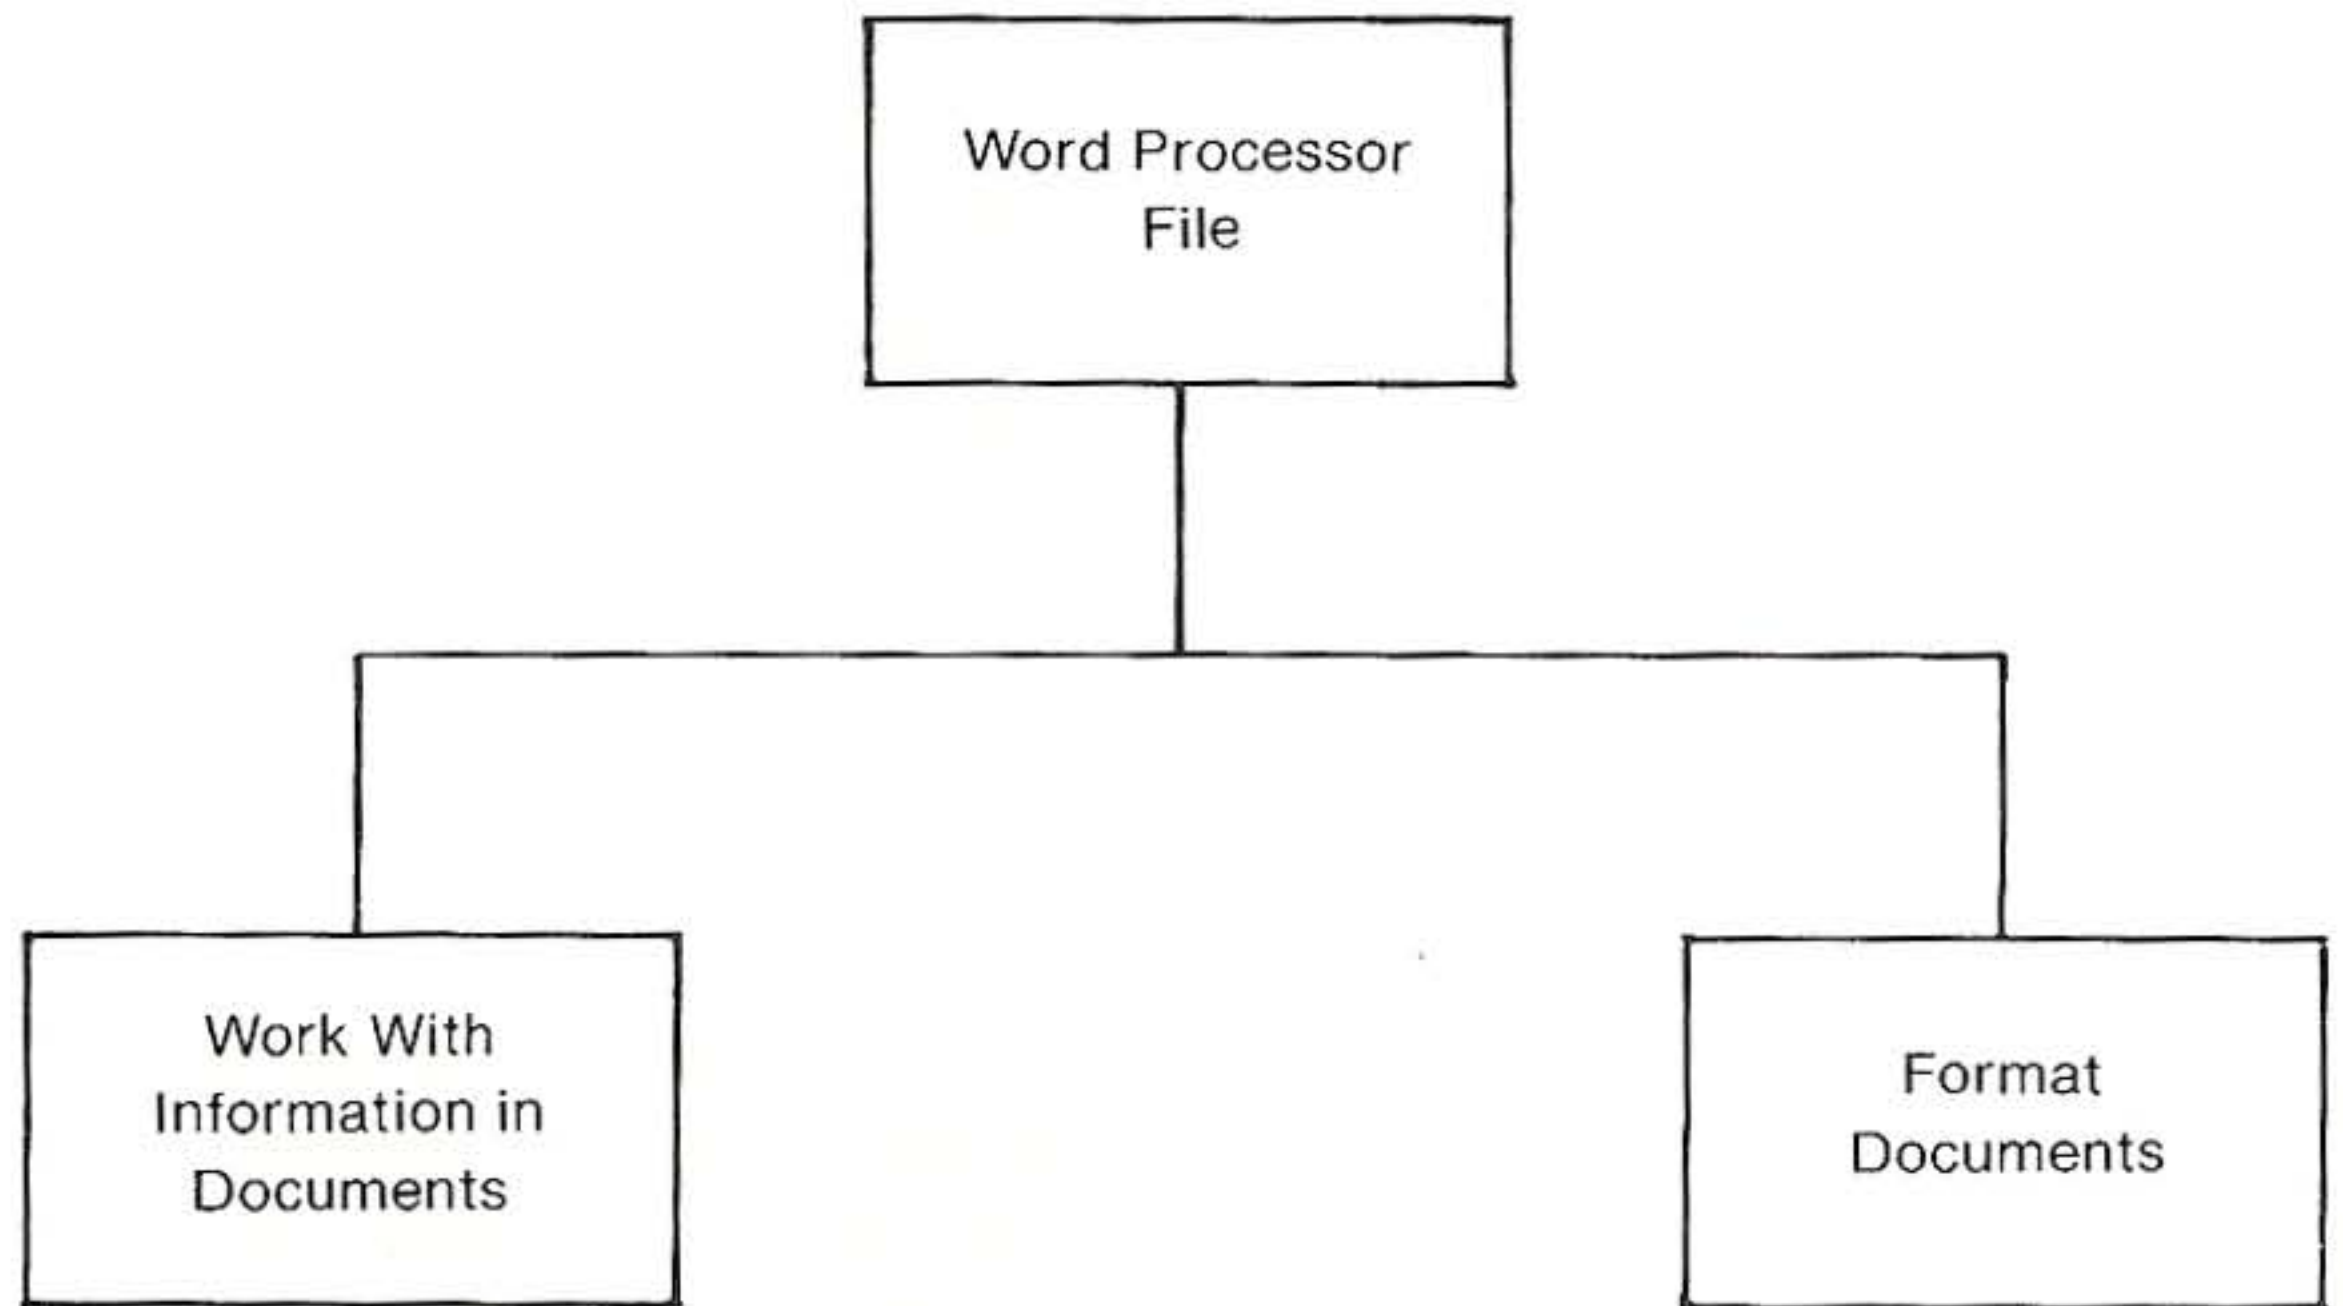 Word Processor
File
Work With
Information in
Documents
Format
Documents